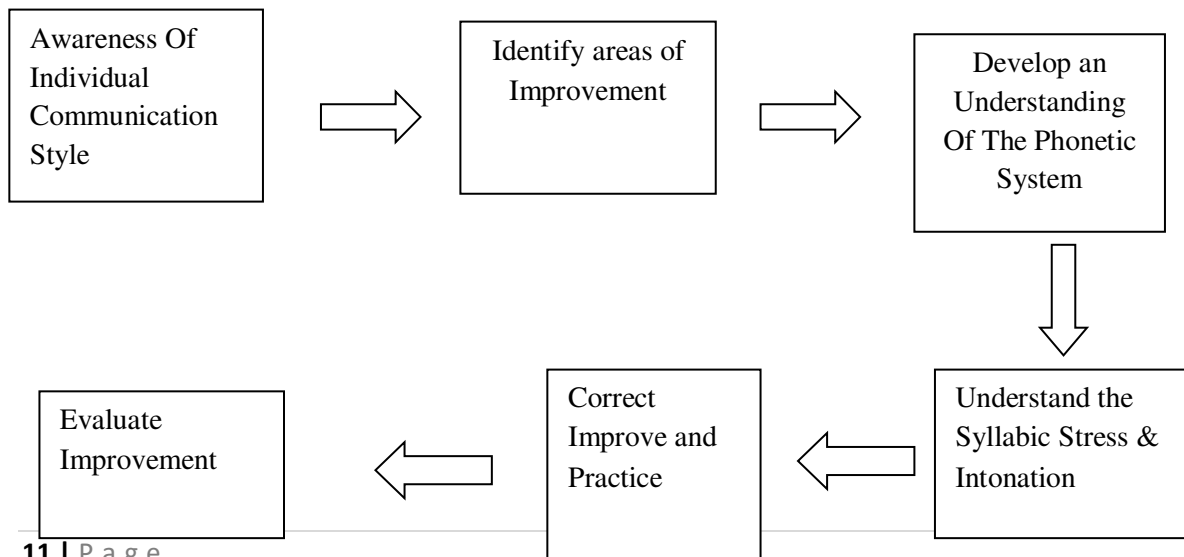 Awareness Of
Individual
Communication
Style
Identify areas of
Improvement
Develop an
Understanding
Of The Phonetic
System
Understand the
Syllabic Stress &
Intonation
Correct
Improve and
Practice
Evaluate
Improvement
11 | P a g e